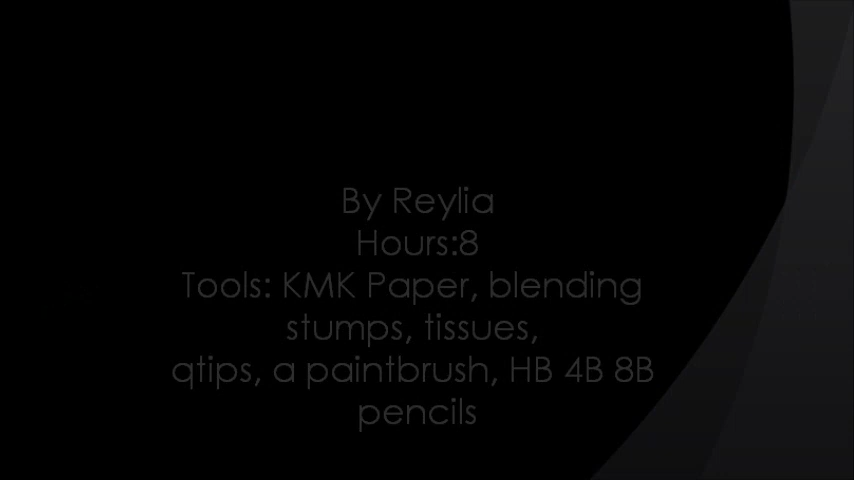 By Reylia
Hours:8
Tools: KMK Paper, blending
stumps, tissues,
qtips, a paintbrush, HB 4B 8B
pencils